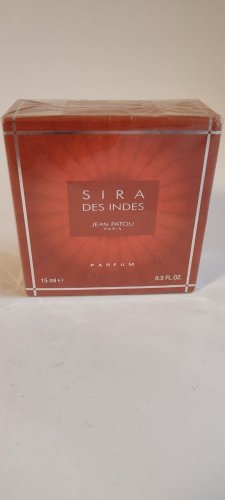 SIRA
DES INDES
JEAN PATOU
PARIS
PARFUM
15 ml e 0.5 FL.OZ.